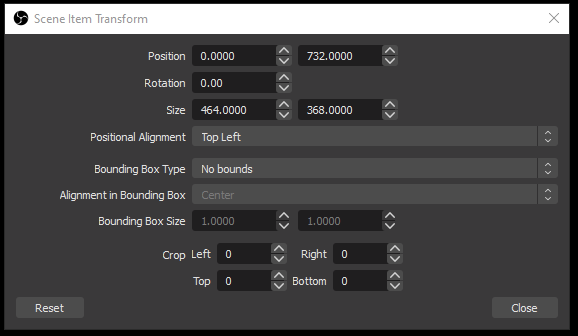 Scene Item Transform
Position 0.0000 732.0000
Rotation 0.00
Size 464.0000 368.0000
Positional Alignment Top Left
Bounding Box Type No bounds
Alignment in Bounding Box Center
Bounding Box Size 1.0000 1.0000
Crop Left 0 Right 0
Top 0 Bottom 0
Reset Close